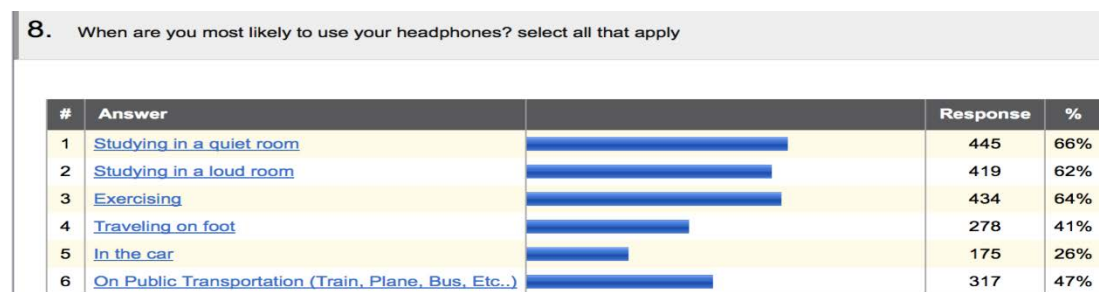 8. When are you most likely to use your headphones? select all that apply
# Answer Response %
1 Studying in a quiet room 445 66%
2 Studying in a loud room 419 62%
3 Exercising 434 64%
4 Traveling on foot 278 41%
5 In the car 175 26%
6 On Public Transportation (Train, Plane, Bus, Etc..) 317 47%